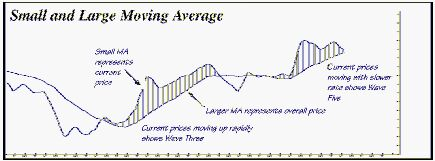 Small and Large Moving Average
Small MA
represents
current
price
Current prices
moving with slower
rate shows Wave
Five
Larger MA represents overall price
Current prices moving up rapidly
shows Wave Three